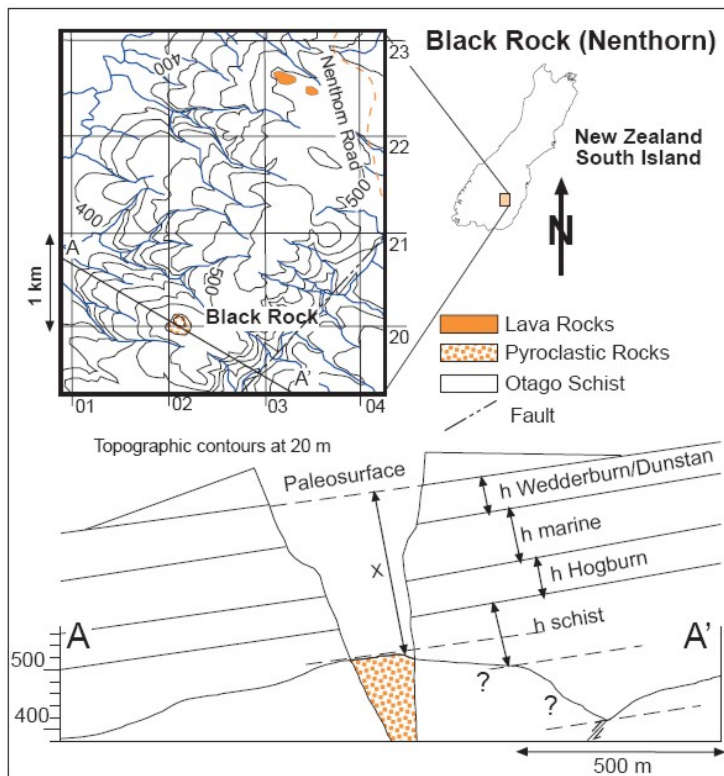 Black Rock (Nenthorn)
400
Nenthorn Road
23
22
500
400
21
A
500
Black Rock
20
A'
01
02
03
04
1 km
New Zealand
South Island
N
Lava Rocks
Pyroclastic Rocks
Otago Schist
Fault
Topographic contours at 20 m
Paleosurface
h Wedderburn/Dunstan
h marine
h Hogburn
x
h schist
A
A'
500
400
?
?
500 m